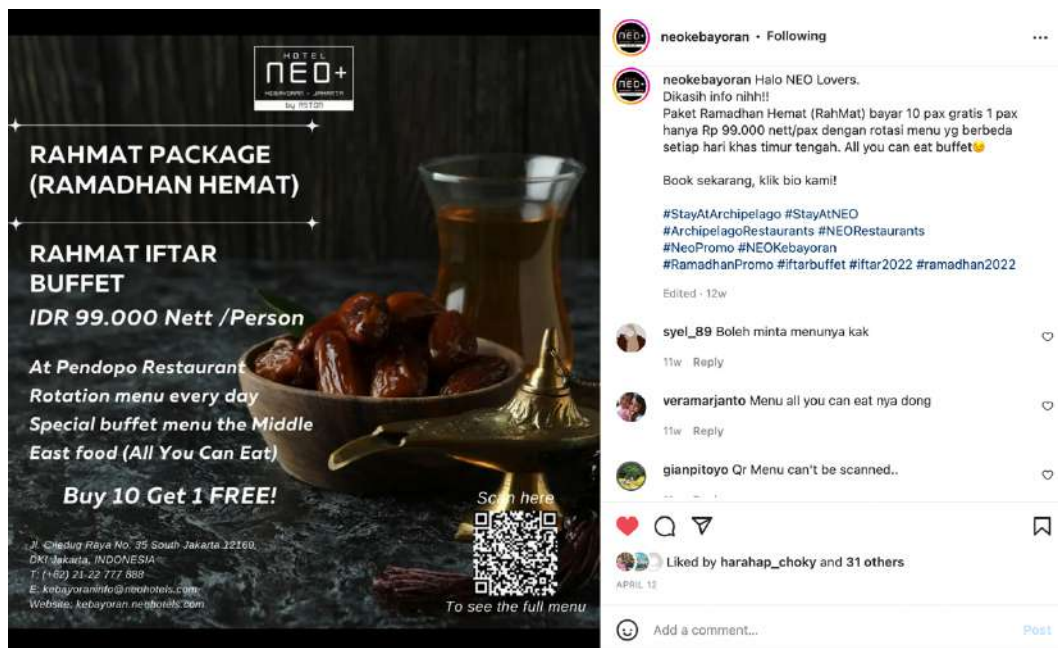 HOTEL
NEO+
KEBAYORAN - JAKARTA
by ASTON
RAHMAT PACKAGE
(RAMADHAN HEMAT)
RAHMAT IFTAR
BUFFET
IDR 99.000 Nett /Person
At Pendopo Restaurant
Rotation menu every day
Special buffet menu the Middle
East food (All You Can Eat)
Buy 10 Get 1 FREE!
Scan here
To see the full menu
Jl. Ciledug Raya No. 35 South Jakarta 12160,
DKI Jakarta, INDONESIA
T: (+62) 21-22 777 888
E: kebayoraninfo@neohotels.com
Website: kebayoran.neohotels.com
neokebayoran • Following
neokebayoran Halo NEO Lovers.
Dikasih info nihh!!
Paket Ramadhan Hemat (RahMat) bayar 10 pax gratis 1 pax
hanya Rp 99.000 nett/pax dengan rotasi menu yg berbeda
setiap hari khas timur tengah. All you can eat buffet😉
Book sekarang, klik bio kami!
#StayAtArchipelago #StayAtNEO
#ArchipelagoRestaurants #NEORestaurants
#NeoPromo #NEOKebayoran
#RamadhanPromo #iftarbuffet #iftar2022 #ramadhan2022
Edited · 12w
syel_89 Boleh minta menunya kak
11w Reply
veramarjanto Menu all you can eat nya dong
11w Reply
gianpitoyo Qr Menu can't be scanned..
Liked by harahap_choky and 31 others
APRIL 12
Add a comment...
Post